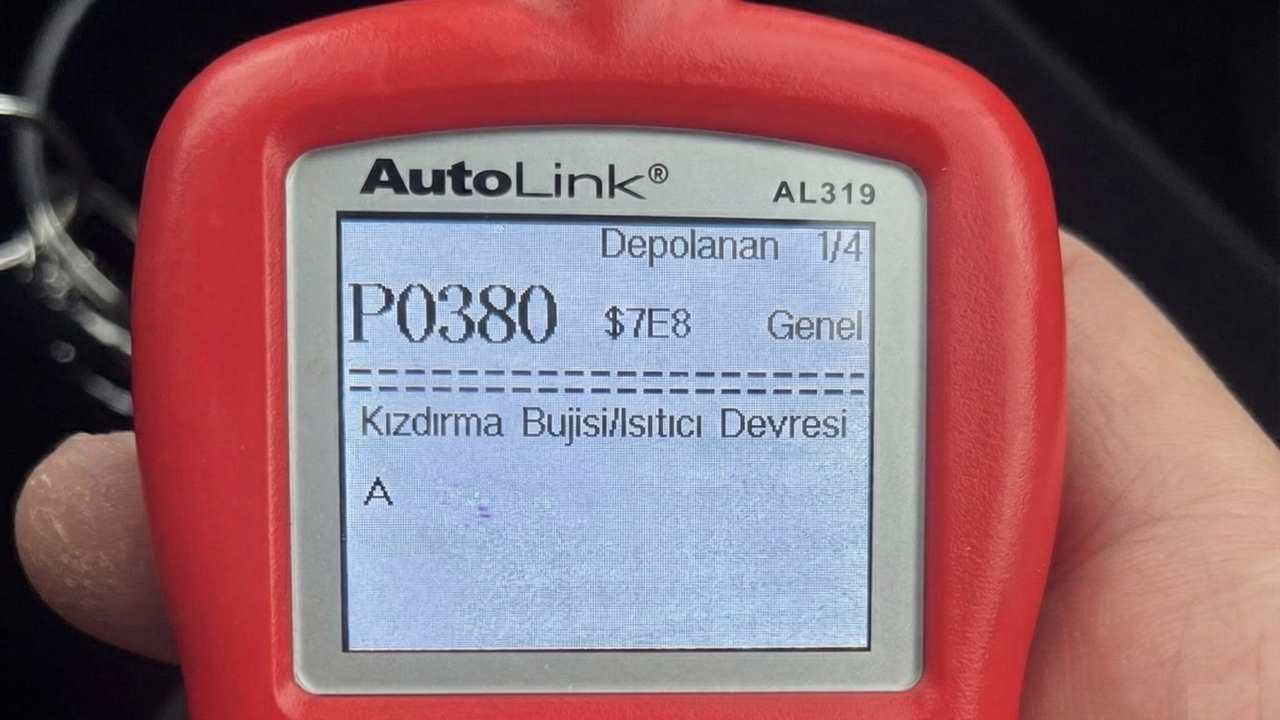 AutoLink®
AL319
Depolanan 1/4
P0380 $7E8 Genel
Kızdırma Bujisi/Isıtıcı Devresi
A